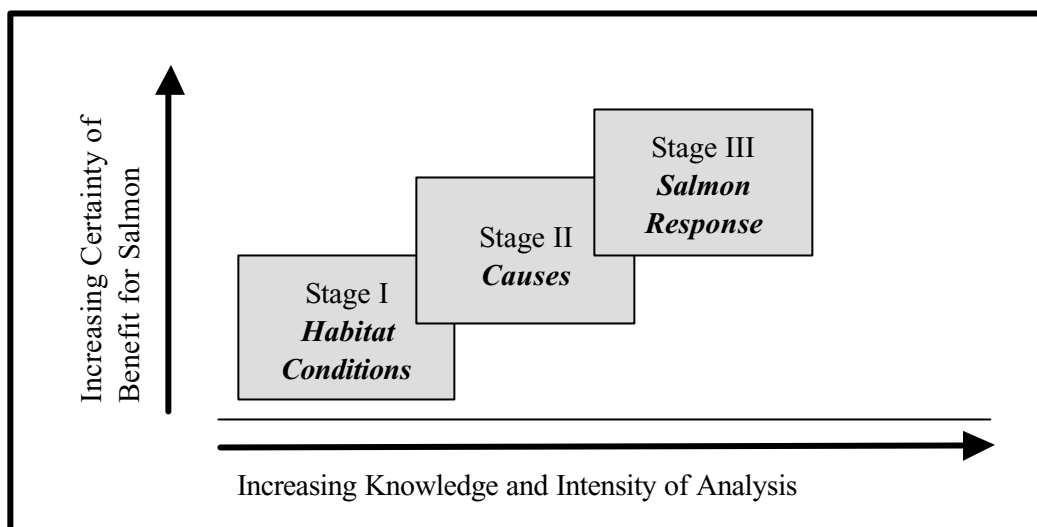 Increasing Certainty of
Benefit for Salmon
Stage I
Habitat
Conditions
Stage II
Causes
Stage III
Salmon
Response
Increasing Knowledge and Intensity of Analysis